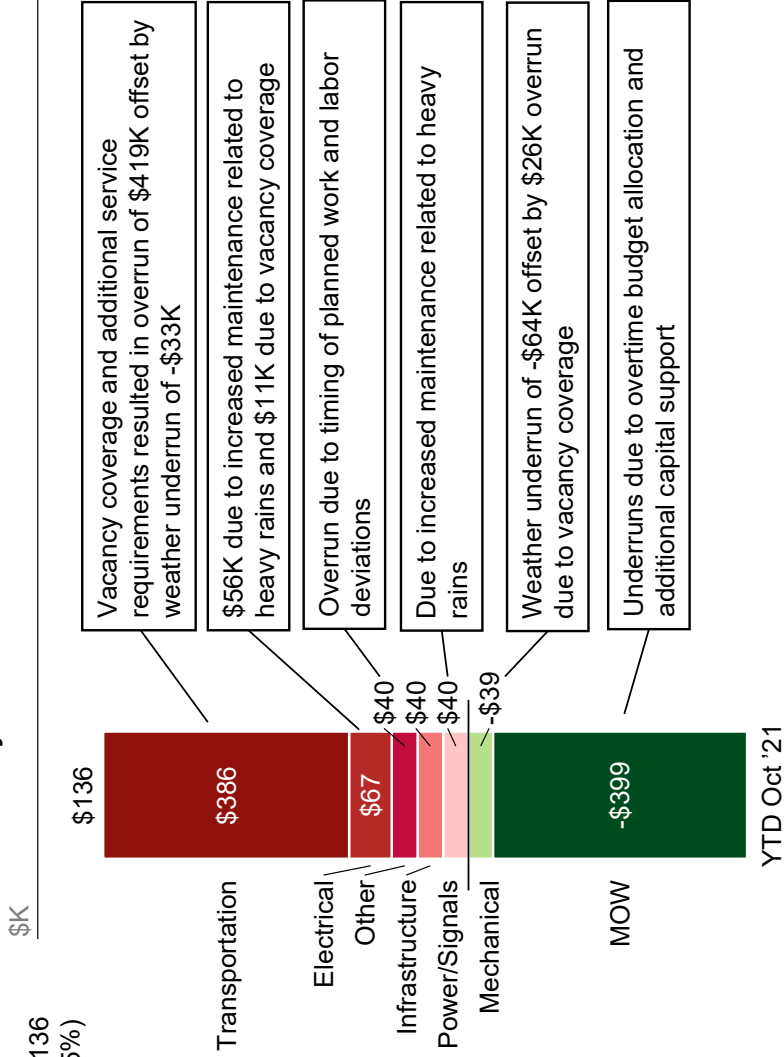 136
5%)
$K
$136
Transportation
$386
Vacancy coverage and additional service
requirements resulted in overrun of $419K offset by
weather underrun of -$33K
Electrical
$67
$56K due to increased maintenance related to
heavy rains and $11K due to vacancy coverage
Other
$40
Overrun due to timing of planned work and labor
deviations
Infrastructure
$40
Power/Signals
$40
Due to increased maintenance related to heavy
rains
Mechanical
-$39
Weather underrun of -$64K offset by $26K overrun
due to vacancy coverage
MOW
-$399
Underruns due to overtime budget allocation and
additional capital support
YTD Oct ’21